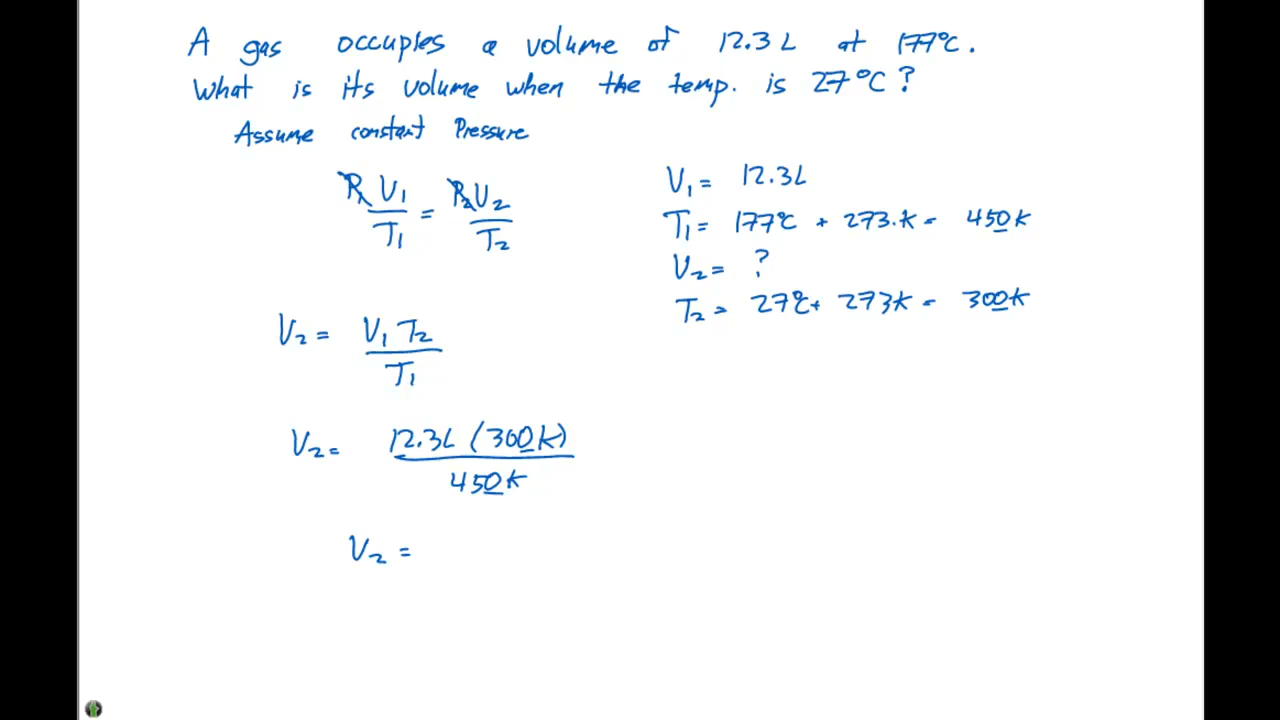 A gas occupies a volume of 12.3 L at 177°C.
What is its volume when the temp. is 27°C?
Assume constant Pressure
P₁V₁/T₁ = P₂V₂/T₂
V₁ = 12.3L
T₁ = 177°C + 273.K = 450K
V₂ = ?
T₂ = 27°C + 273K = 300K
V₂ = V₁T₂/T₁
V₂ = 12.3L (300K)/450K
V₂ =